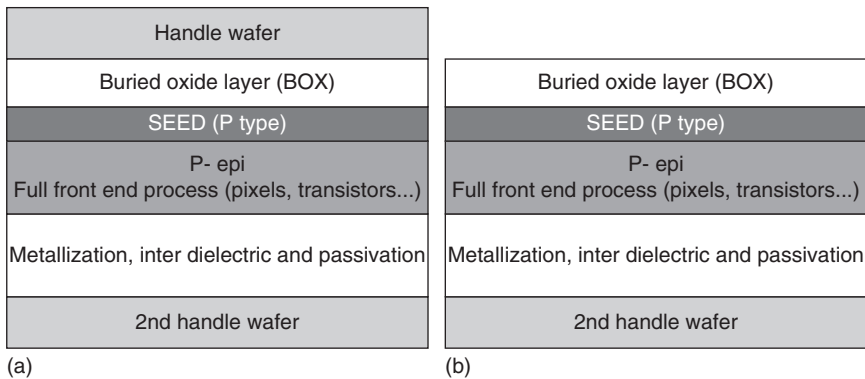 Handle wafer
Buried oxide layer (BOX)
SEED (P type)
P- epi
Full front end process (pixels, transistors...)
Metallization, inter dielectric and passivation
2nd handle wafer
(a)
Buried oxide layer (BOX)
SEED (P type)
P- epi
Full front end process (pixels, transistors...)
Metallization, inter dielectric and passivation
2nd handle wafer
(b)